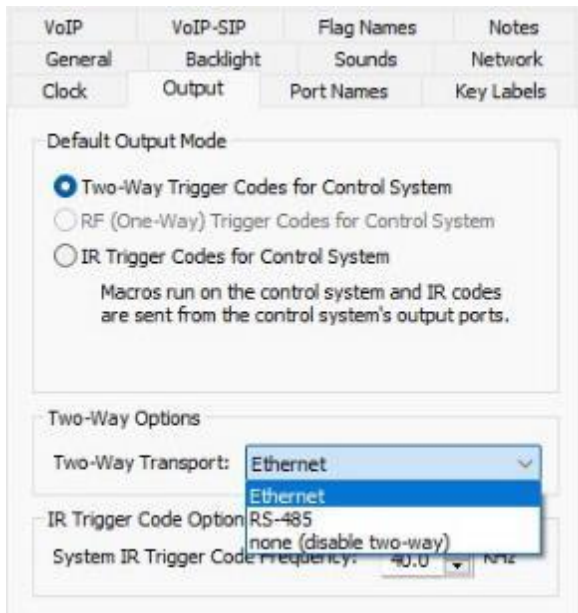 VoIP VoIP-SIP Flag Names Notes
General Backlight Sounds Network
Clock Output Port Names Key Labels
Default Output Mode
Two-Way Trigger Codes for Control System
RF (One-Way) Trigger Codes for Control System
IR Trigger Codes for Control System
Macros run on the control system and IR codes
are sent from the control system's output ports.
Two-Way Options
Two-Way Transport: Ethernet
Ethernet
IR Trigger Code Option RS-485
none (disable two-way)
System IR Trigger Code Frequency: 40.0 KHz